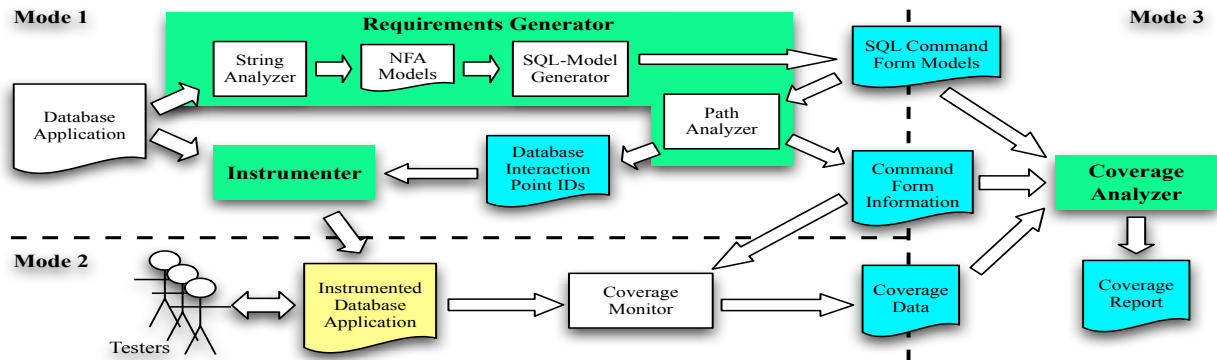 Mode 1
Requirements Generator
Mode 3
String
Analyzer
NFA
Models
SQL-Model
Generator
SQL Command
Form Models
Database
Application
Path
Analyzer
Instrumenter
Database
Interaction
Point IDs
Command
Form
Information
Coverage
Analyzer
Mode 2
Testers
Instrumented
Database
Application
Coverage
Monitor
Coverage
Data
Coverage
Report